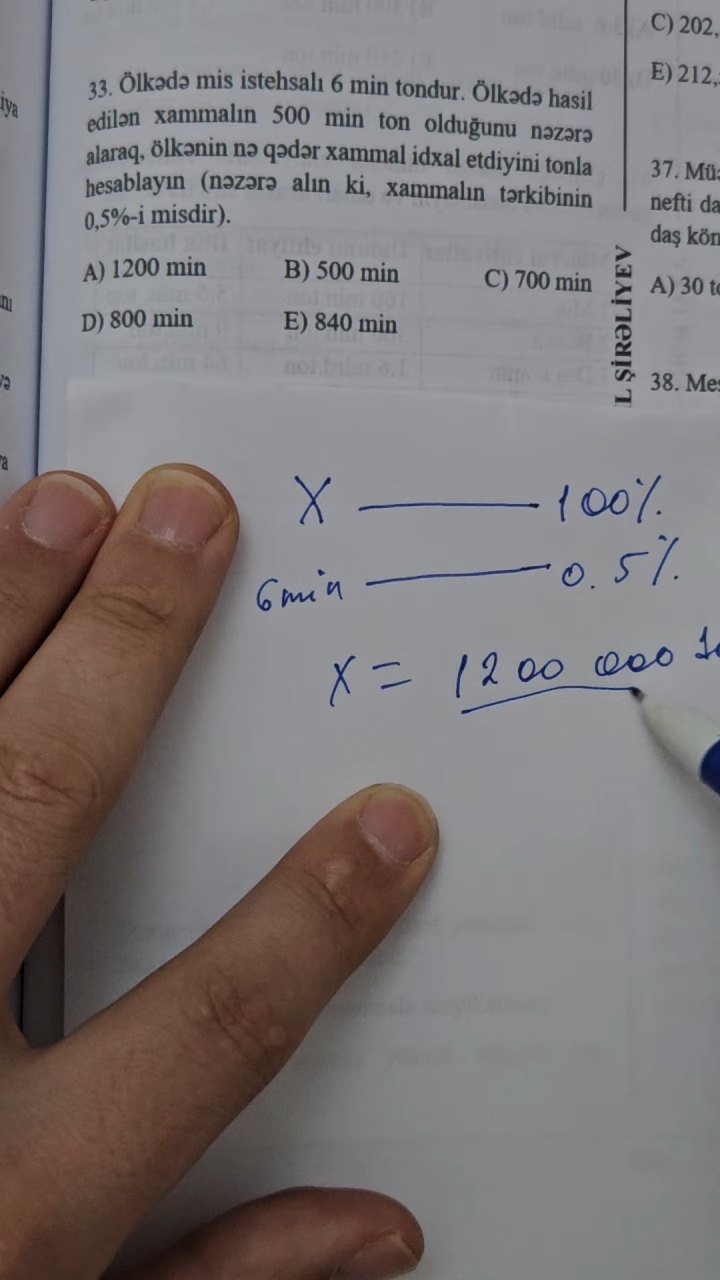 33. Ölkədə mis istehsalı 6 min tondur. Ölkədə hasil
edilən xammalın 500 min ton olduğunu nəzərə
alaraq, ölkənin nə qədər xammal idxal etdiyini tonla
hesablayın (nəzərə alın ki, xammalın tərkibinin
0,5%-i misdir).
A) 1200 min B) 500 min C) 700 min
D) 800 min E) 840 min
C) 202,
E) 212,
37.
nefti
daş
A) 30
38.
L ŞİRƏLİYEV
X — 100%
6 min — 0.5%
X = 1200 000